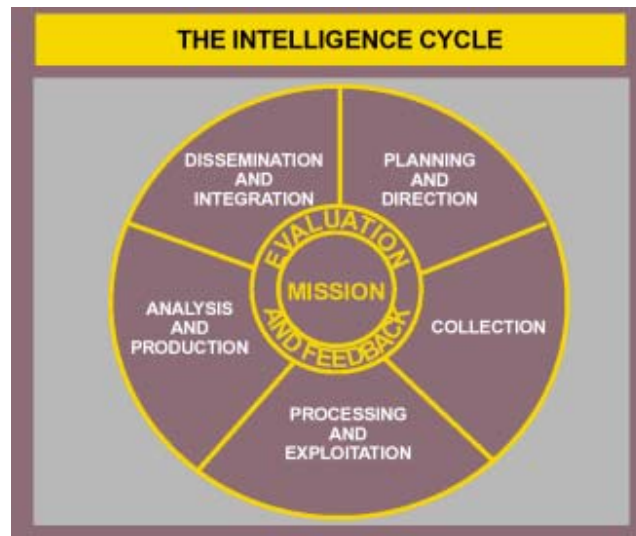 THE INTELLIGENCE CYCLE
DISSEMINATION
AND
INTEGRATION
PLANNING
AND
DIRECTION
EVALUATION
MISSION
AND FEEDBACK
ANALYSIS
AND
PRODUCTION
COLLECTION
PROCESSING
AND
EXPLOITATION